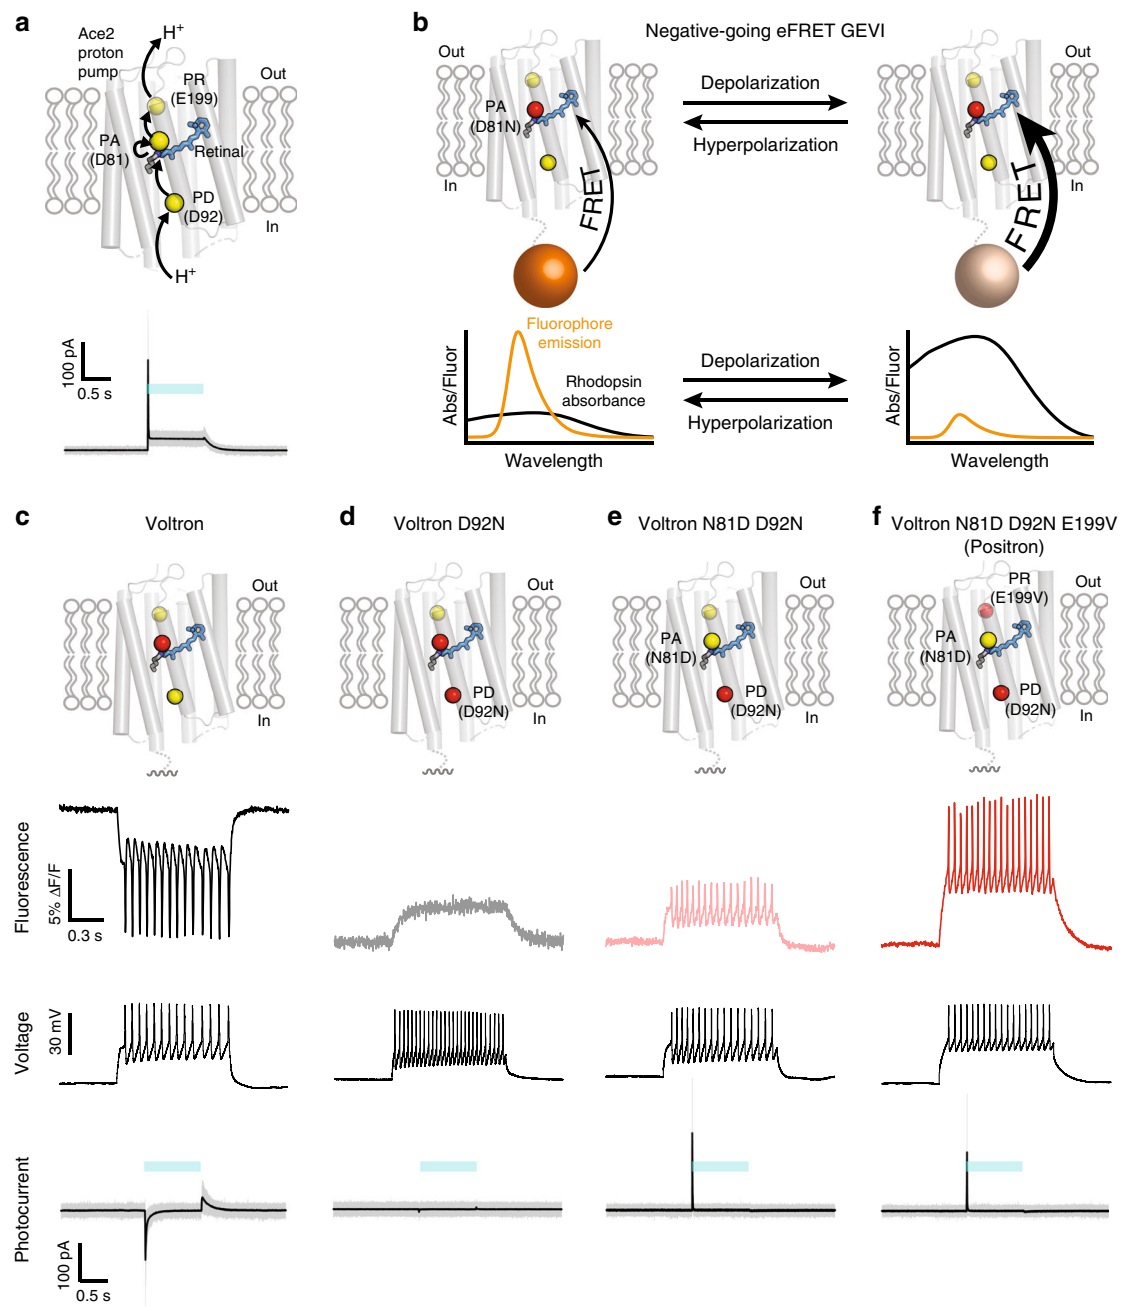 a
Ace2
proton
pump
H+
PR
(E199)
Out
PA
(D81)
Retinal
PD
(D92)
In
H+
100 pA
0.5 s
b
Negative-going eFRET GEVI
Out
PA
(D81N)
In
FRET
Depolarization
Hyperpolarization
Out
In
FRET
Fluorophore
emission
Rhodopsin
absorbance
Abs/Fluor
Wavelength
Depolarization
Hyperpolarization
Abs/Fluor
Wavelength
c
Voltron
Out
In
d
Voltron D92N
Out
PD
(D92N)
In
e
Voltron N81D D92N
Out
PA
(N81D)
PD
(D92N)
In
f
Voltron N81D D92N E199V
(Positron)
PR
(E199V)
Out
PA
(N81D)
PD
(D92N)
In
Fluorescence
5% ΔF/F
0.3 s
Voltage
30 mV
Photocurrent
100 pA
0.5 s